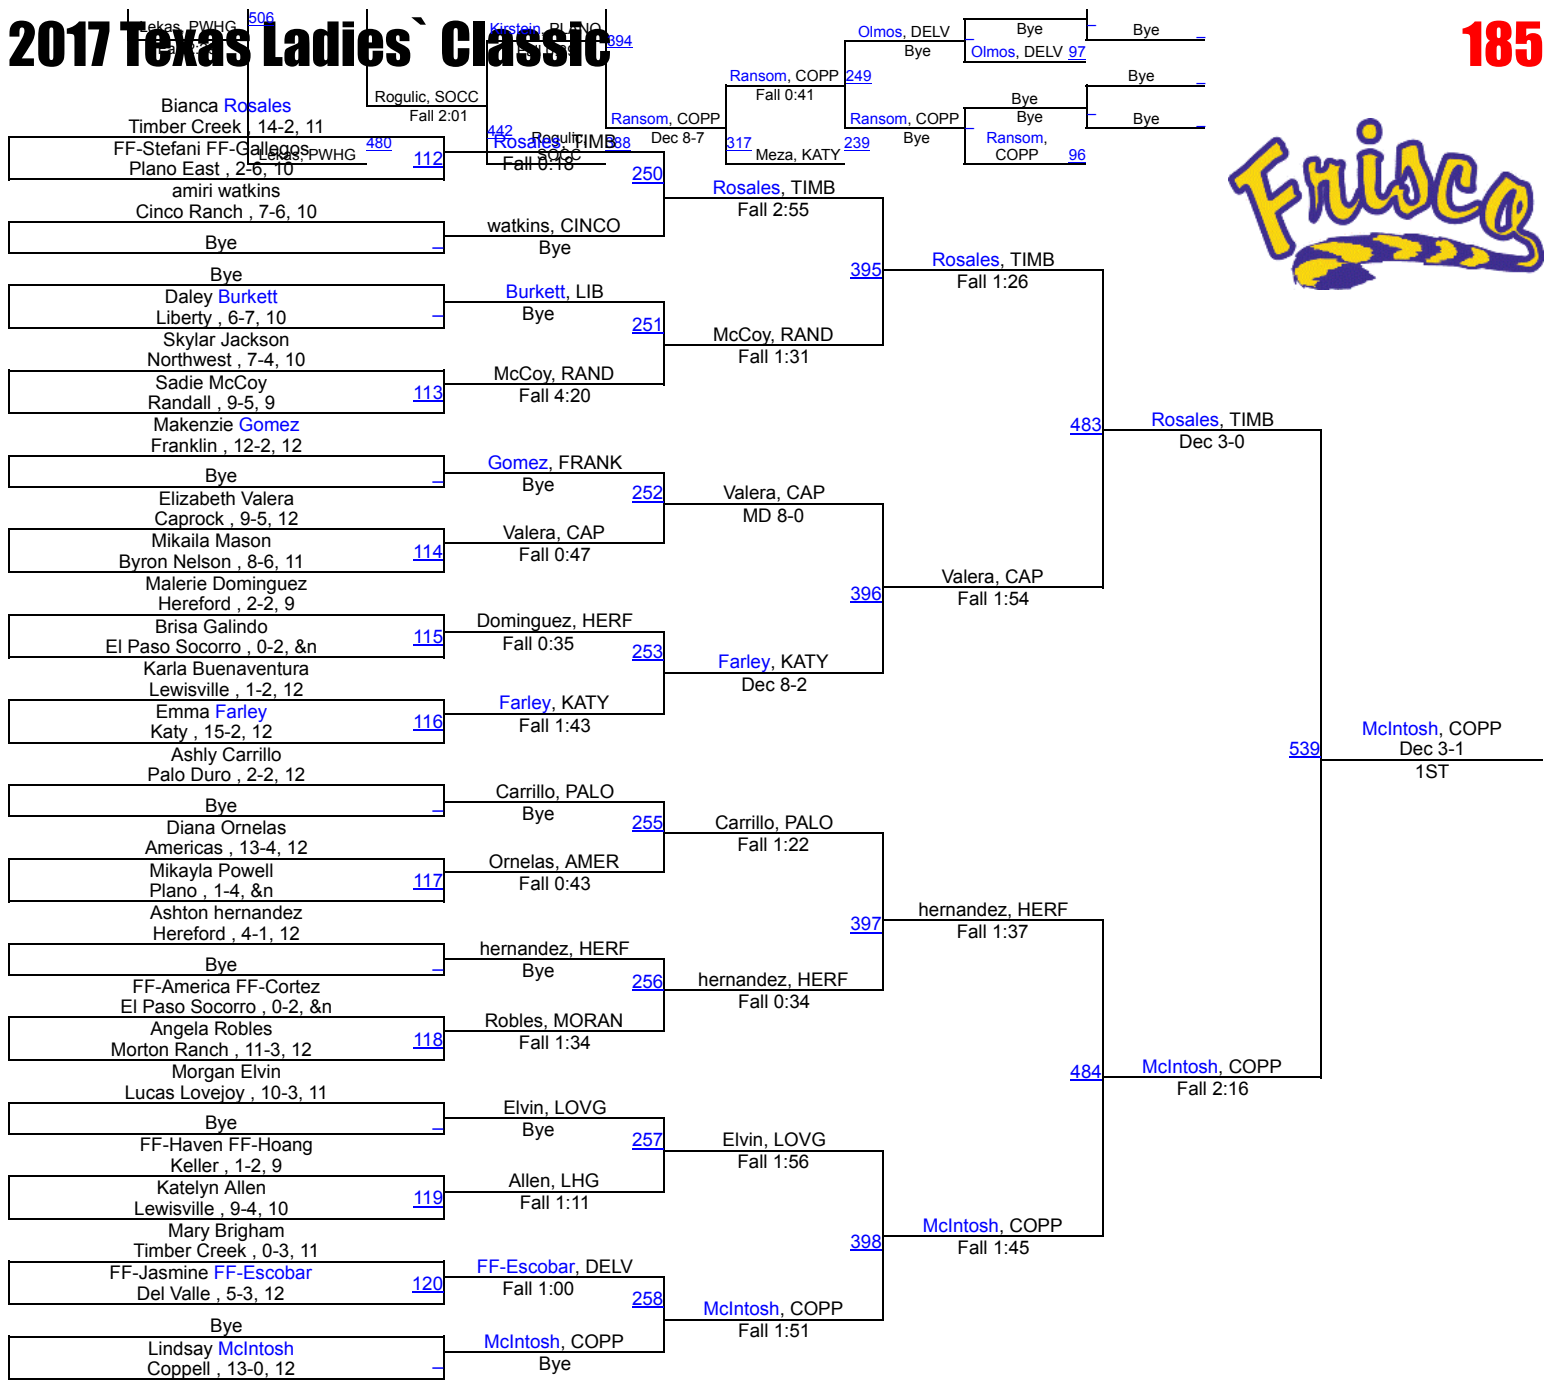 2017 Texas Ladies` Classic
185
Lekas, PWHG
506
Kirstein, PLANO
394
Olmos, DELV
Bye
Bye
Olmos, DELV 97
Bye
Ransom, COPP 249
Fall 0:41
Bye
Rogulic, SOCC
Fall 2:01
Ransom, COPP
Dec 8-7
Ransom, COPP
Bye
Bye
Bye
Bye
442
Rogulic,
SOCC
388
317
Meza, KATY
239
Ransom,
COPP
96
480
Lekas, PWHG
Frisco
Bianca Rosales
Timber Creek , 14-2, 11
FF-Stefani FF-Gallegos
Plano East , 2-6, 10
112
Rosales, TIMB
Fall 0:18
250
amiri watkins
Cinco Ranch , 7-6, 10
Bye
watkins, CINCO
Bye
Rosales, TIMB
Fall 2:55
395
Rosales, TIMB
Fall 1:26
Bye
Daley Burkett
Liberty , 6-7, 10
Burkett, LIB
Bye
251
McCoy, RAND
Fall 1:31
Skylar Jackson
Northwest , 7-4, 10
Sadie McCoy
Randall , 9-5, 9
113
McCoy, RAND
Fall 4:20
483
Rosales, TIMB
Dec 3-0
Makenzie Gomez
Franklin , 12-2, 12
Bye
Gomez, FRANK
Bye
252
Valera, CAP
MD 8-0
Elizabeth Valera
Caprock , 9-5, 12
Mikaila Mason
Byron Nelson , 8-6, 11
114
Valera, CAP
Fall 0:47
396
Valera, CAP
Fall 1:54
Malerie Dominguez
Hereford , 2-2, 9
Brisa Galindo
El Paso Socorro , 0-2, &n
115
Dominguez, HERF
Fall 0:35
253
Farley, KATY
Dec 8-2
Karla Buenaventura
Lewisville , 1-2, 12
Emma Farley
Katy , 15-2, 12
116
Farley, KATY
Fall 1:43
539
McIntosh, COPP
Dec 3-1
1ST
Ashly Carrillo
Palo Duro , 2-2, 12
Bye
Carrillo, PALO
Bye
255
Carrillo, PALO
Fall 1:22
Diana Ornelas
Americas , 13-4, 12
Mikayla Powell
Plano , 1-4, &n
117
Ornelas, AMER
Fall 0:43
397
hernandez, HERF
Fall 1:37
Ashton hernandez
Hereford , 4-1, 12
Bye
hernandez, HERF
Bye
256
hernandez, HERF
Fall 0:34
FF-America FF-Cortez
El Paso Socorro , 0-2, &n
Angela Robles
Morton Ranch , 11-3, 12
118
Robles, MORAN
Fall 1:34
484
McIntosh, COPP
Fall 2:16
Morgan Elvin
Lucas Lovejoy , 10-3, 11
Bye
Elvin, LOVG
Bye
257
Elvin, LOVG
Fall 1:56
FF-Haven FF-Hoang
Keller , 1-2, 9
Katelyn Allen
Lewisville , 9-4, 10
119
Allen, LHG
Fall 1:11
398
McIntosh, COPP
Fall 1:45
Mary Brigham
Timber Creek , 0-3, 11
FF-Jasmine FF-Escobar
Del Valle , 5-3, 12
120
FF-Escobar, DELV
Fall 1:00
258
McIntosh, COPP
Fall 1:51
Bye
Lindsay McIntosh
Coppell , 13-0, 12
McIntosh, COPP
Bye